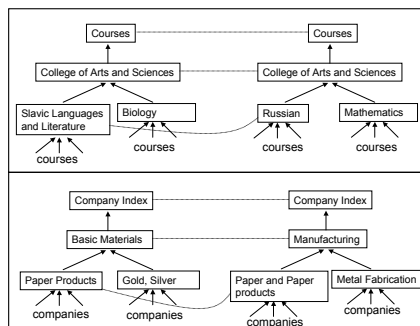 Courses
Courses
College of Arts and Sciences
College of Arts and Sciences
Slavic Languages
and Literature
Biology
Russian
Mathematics
courses
courses
courses
courses
Company Index
Company Index
Basic Materials
Manufacturing
Paper Products
Gold, Silver
Paper and Paper
products
Metal Fabrication
companies
companies
companies
companies